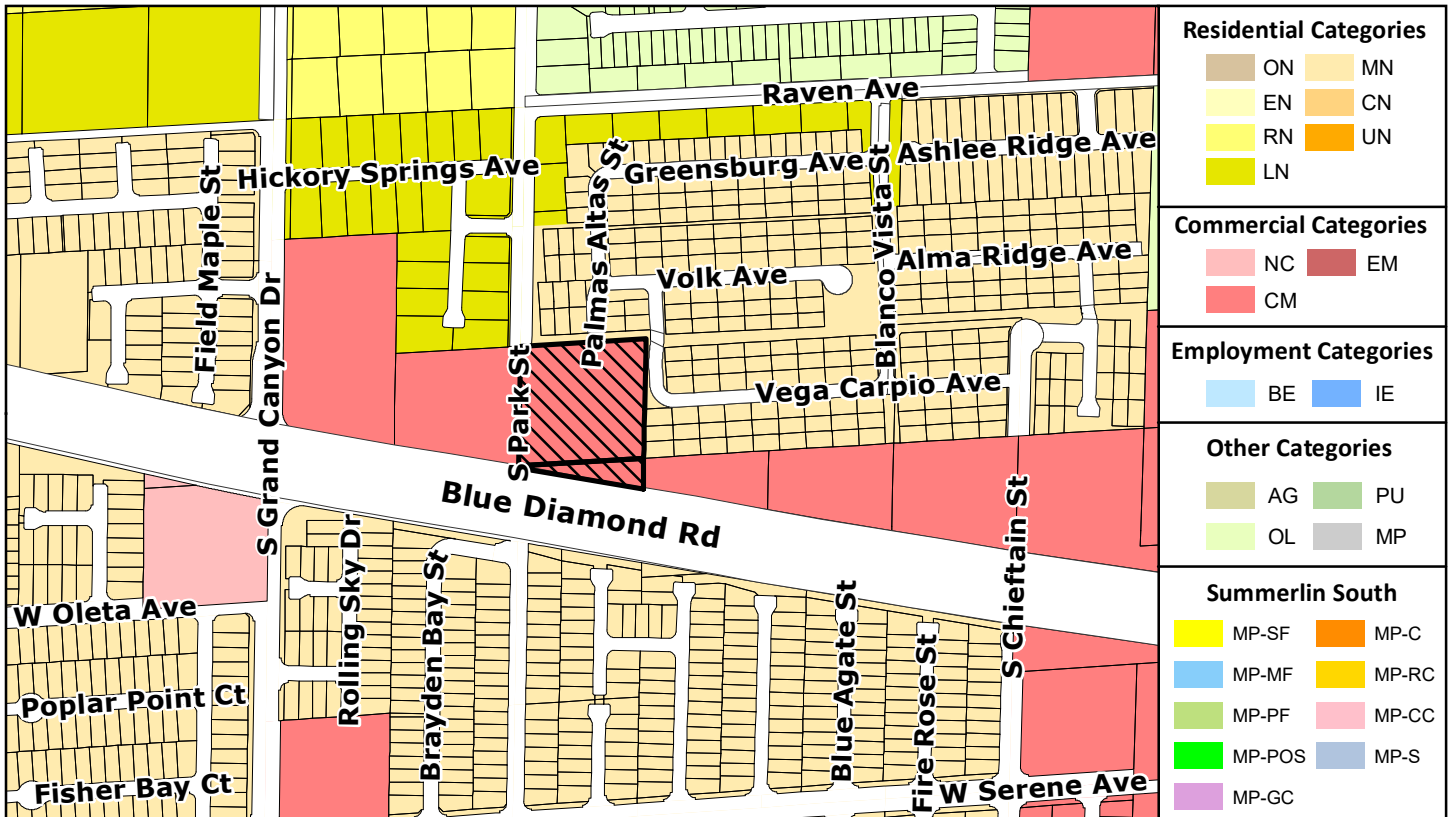 Raven Ave
Hickory Springs Ave
Greensburg Ave
Ashlee Ridge Ave
Palmas Altas St
Field Maple St
Blanco Vista St
Volk Ave
Alma Ridge Ave
S Grand Canyon Dr
S Park St
Vega Carpio Ave
Blue Diamond Rd
S Chieftain St
Rolling Sky Dr
Brayden Bay St
Blue Agate St
Fire Rose St
W Oleta Ave
Poplar Point Ct
Fisher Bay Ct
W Serene Ave
Residential Categories
ON MN
EN CN
RN UN
LN
Commercial Categories
NC EM
CM
Employment Categories
BE IE
Other Categories
AG PU
OL MP
Summerlin South
MP-SF MP-C
MP-MF MP-RC
MP-PF MP-CC
MP-POS MP-S
MP-GC